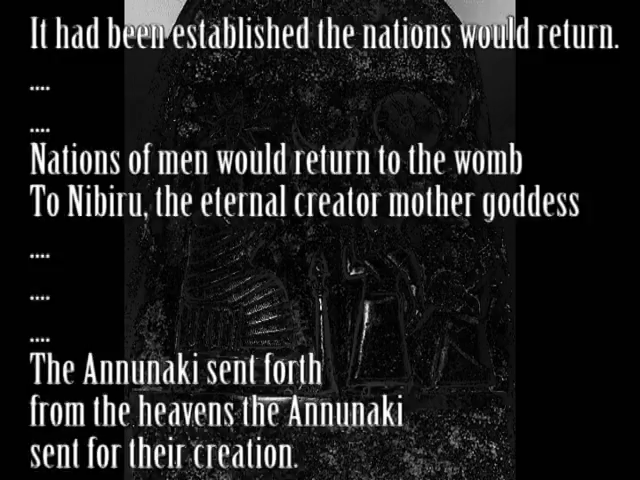 It had been established the nations would return.
....
....
Nations of men would return to the womb
To Nibiru, the eternal creator mother goddess
....
....
....
The Annunaki sent forth
from the heavens the Annunaki
sent for their creation.